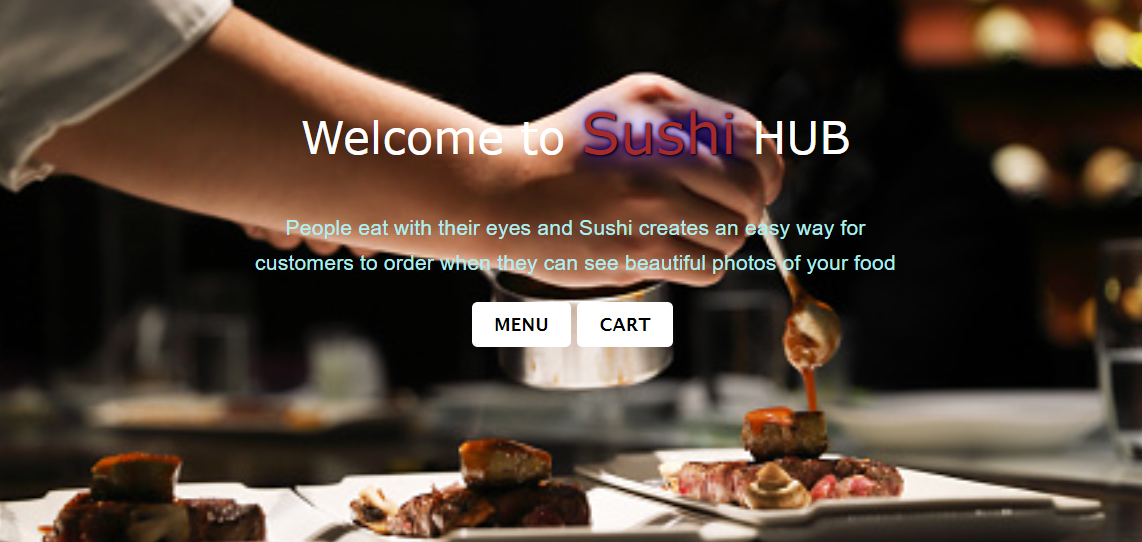 Welcome to Sushi HUB
People eat with their eyes and Sushi creates an easy way for
customers to order when they can see beautiful photos of your food
MENU CART